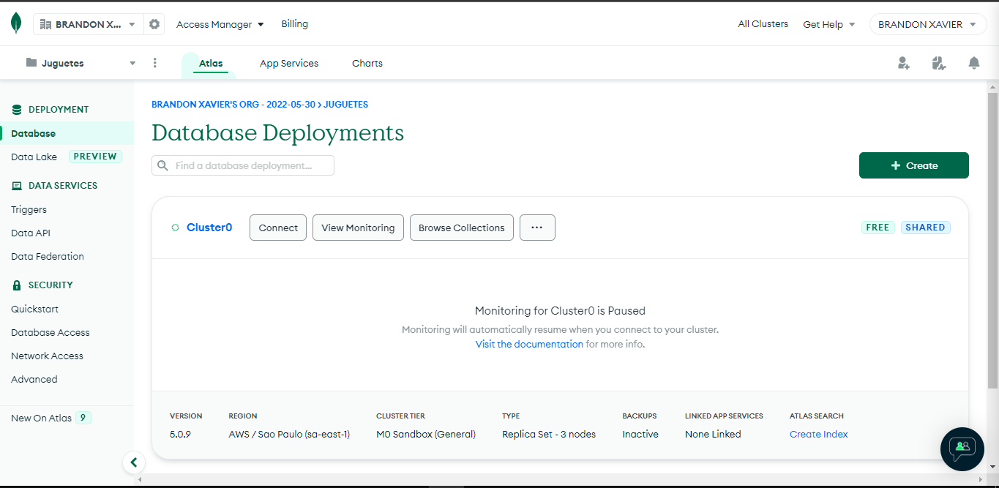 BRANDON X... Access Manager Billing All Clusters Get Help BRANDON XAVIER
Juguetes Atlas App Services Charts
DEPLOYMENT
Database
Data Lake PREVIEW
DATA SERVICES
Triggers
Data API
Data Federation
SECURITY
Quickstart
Database Access
Network Access
Advanced
New On Atlas 9
BRANDON XAVIER'S ORG - 2022-05-30 > JUGUETES
Database Deployments
Find a database deployment...
+ Create
Cluster0 Connect View Monitoring Browse Collections ... FREE SHARED
Monitoring for Cluster0 is Paused
Monitoring will automatically resume when you connect to your cluster.
Visit the documentation for more info.
VERSION REGION CLUSTER TIER TYPE BACKUPS LINKED APP SERVICES ATLAS SEARCH
5.0.9 AWS / Sao Paulo (sa-east-1) M0 Sandbox (General) Replica Set - 3 nodes Inactive None Linked Create Index